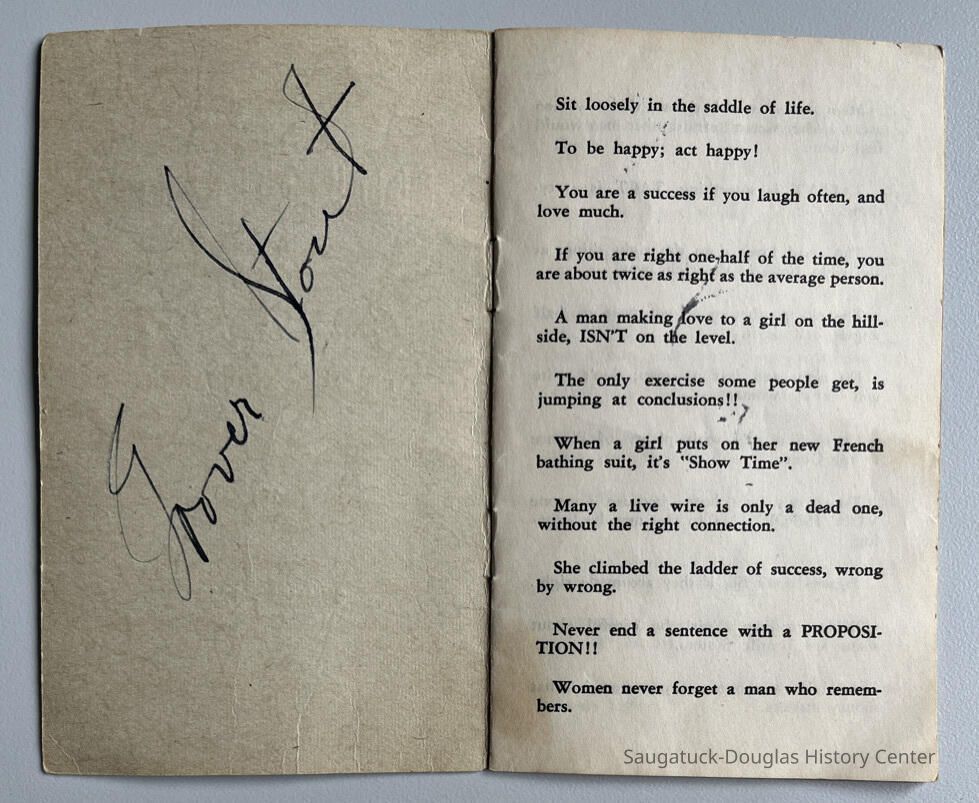 Grover Stout
Sit loosely in the saddle of life.
To be happy; act happy!
You are a success if you laugh often, and
love much.
If you are right one-half of the time, you
are about twice as right as the average person.
A man making love to a girl on the hill-
side, ISN'T on the level.
The only exercise some people get, is
jumping at conclusions!!
When a girl puts on her new French
bathing suit, it's "Show Time".
Many a live wire is only a dead one,
without the right connection.
She climbed the ladder of success, wrong
by wrong.
Never end a sentence with a PROPOSI-
TION!!
Women never forget a man who remem-
bers.
Saugatuck-Douglas History Center